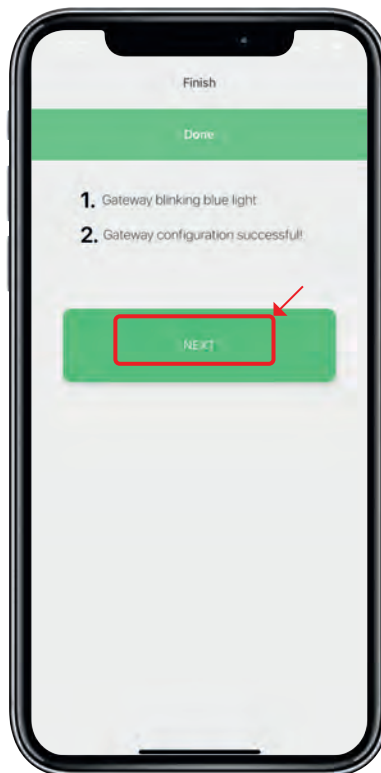 Finish
Done
1. Gateway blinking blue light
2. Gateway configuration successful!
NEXT